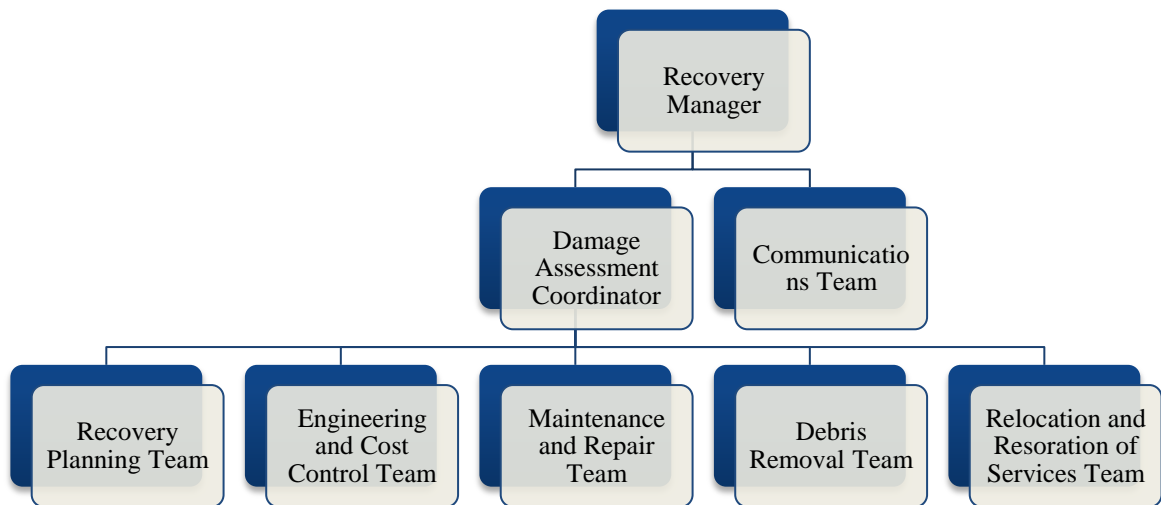 Recovery
Manager
Damage
Assessment
Coordinator
Communicatio
ns Team
Recovery
Planning Team
Engineering
and Cost
Control Team
Maintenance
and Repair
Team
Debris
Removal Team
Relocation and
Resoration of
Services Team